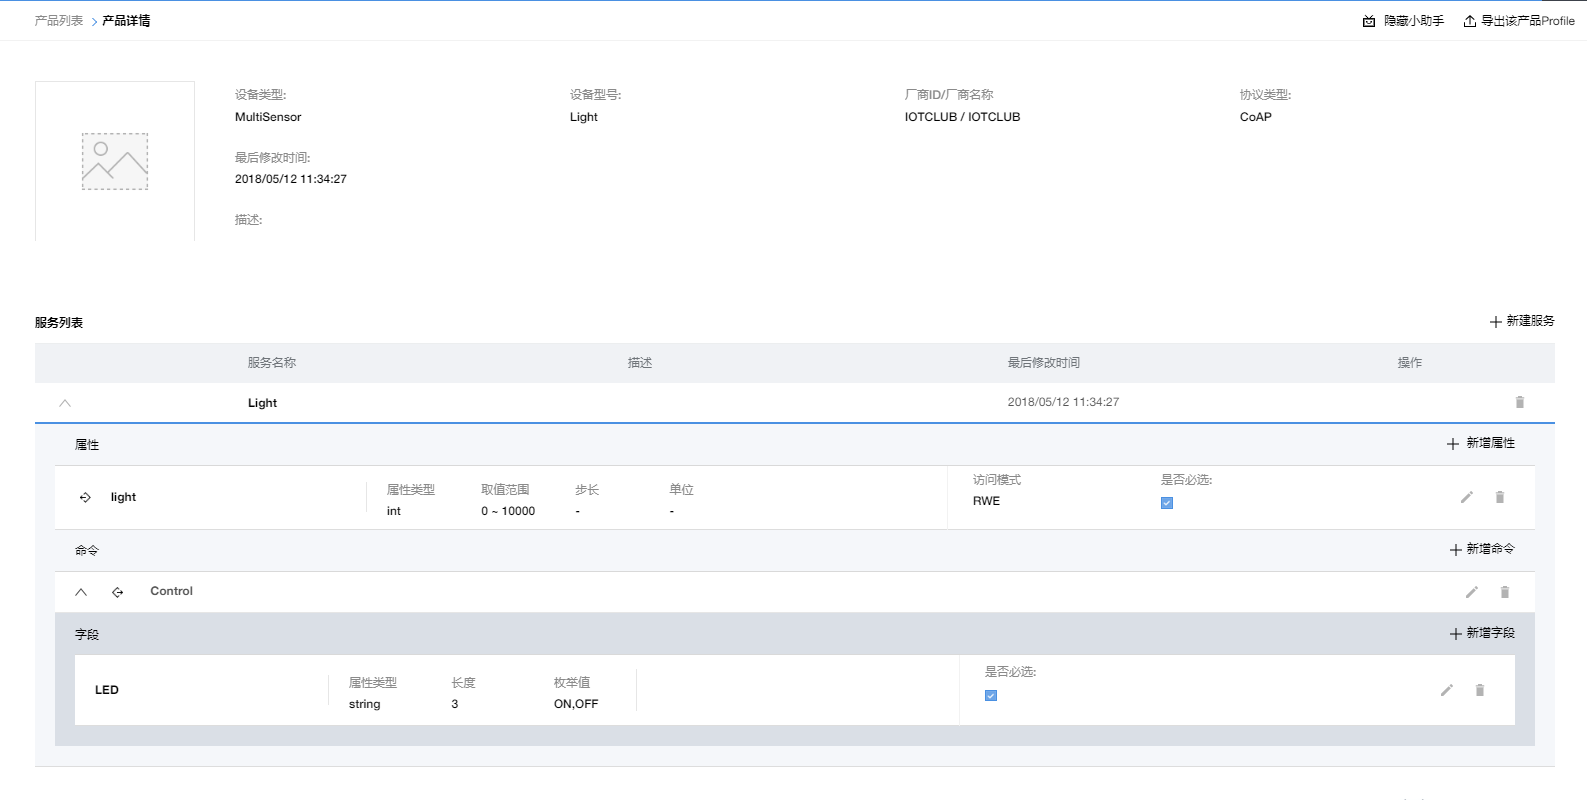 产品列表 > 产品详情 隐藏小助手 导出该产品Profile
设备类型: 设备型号: 厂商ID/厂商名称 协议类型:
MultiSensor Light IOTCLUB / IOTCLUB CoAP
最后修改时间:
2018/05/12 11:34:27
描述:
服务列表 新建服务
服务名称 描述 最后修改时间 操作
Light 2018/05/12 11:34:27
属性 新增属性
light 属性类型 取值范围 步长 单位 访问模式 是否必选:
int 0 ~ 10000 - - RWE
命令 新增命令
Control
字段 新增字段
LED 属性类型 长度 枚举值 是否必选:
string 3 ON,OFF